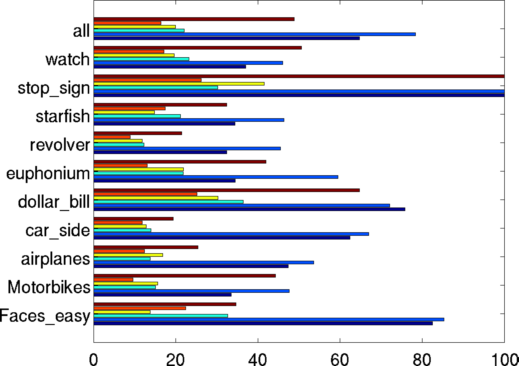 all
watch
stop_sign
starfish
revolver
euphonium
dollar_bill
car_side
airplanes
Motorbikes
Faces_easy
0 20 40 60 80 100